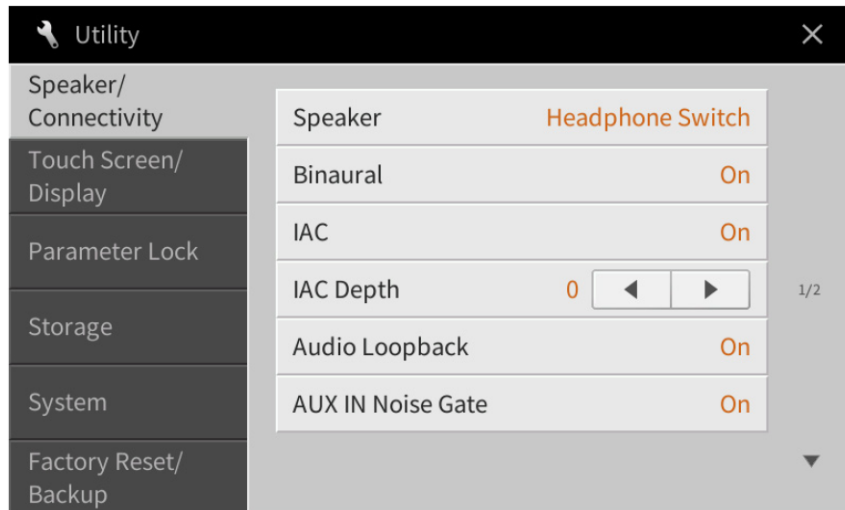 Utility
Speaker/
Connectivity
Touch Screen/
Display
Parameter Lock
Storage
System
Factory Reset/
Backup
Speaker Headphone Switch
Binaural On
IAC On
IAC Depth 0
Audio Loopback On
AUX IN Noise Gate On
1/2